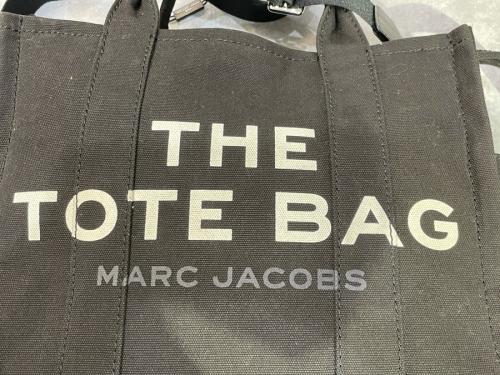 THE
TOTE BAG
MARC JACOBS